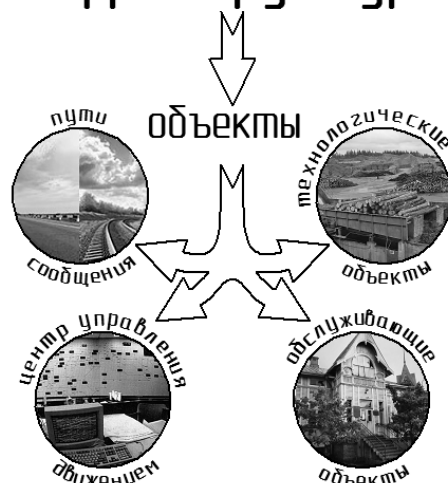 объекты
пути
сообщения
технологические
объекты
центр управления
движением
обслуживающие
объекты